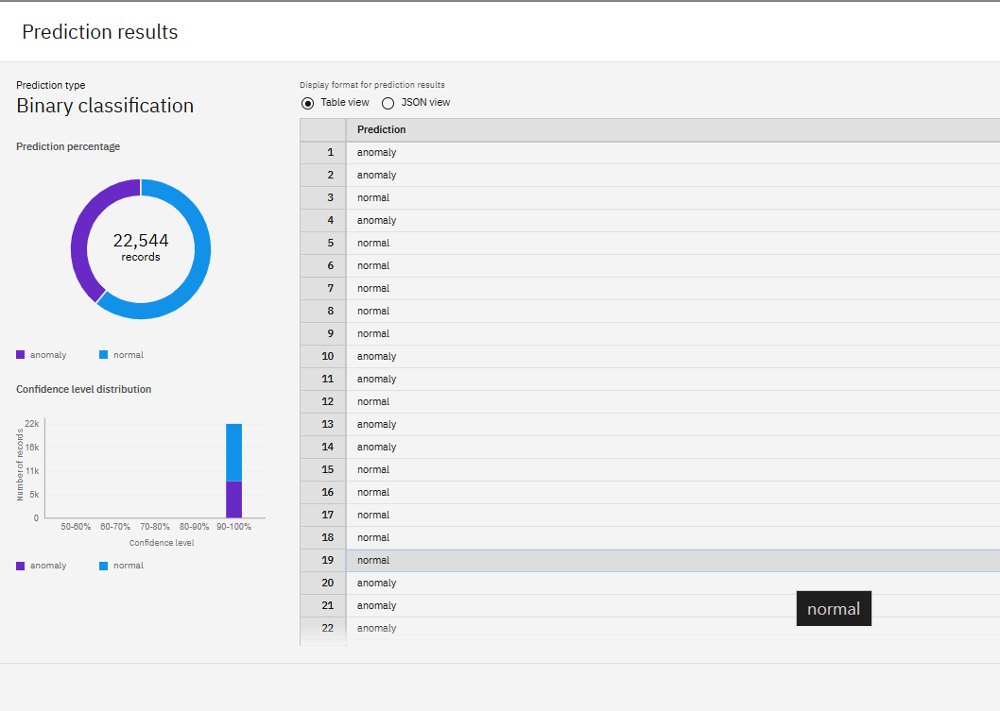 Prediction results
Prediction type
Binary classification
Prediction percentage
22,544
records
anomaly normal
Confidence level distribution
Number of records
22k
16k
11k
5k
0
50-60% 60-70% 70-80% 80-90% 90-100%
Confidence level
anomaly normal
Display format for prediction results
Table view JSON view
Prediction
1 anomaly
2 anomaly
3 normal
4 anomaly
5 normal
6 normal
7 normal
8 normal
9 normal
10 anomaly
11 anomaly
12 normal
13 anomaly
14 anomaly
15 normal
16 normal
17 normal
18 normal
19 normal
20 anomaly
21 anomaly
22 anomaly
normal